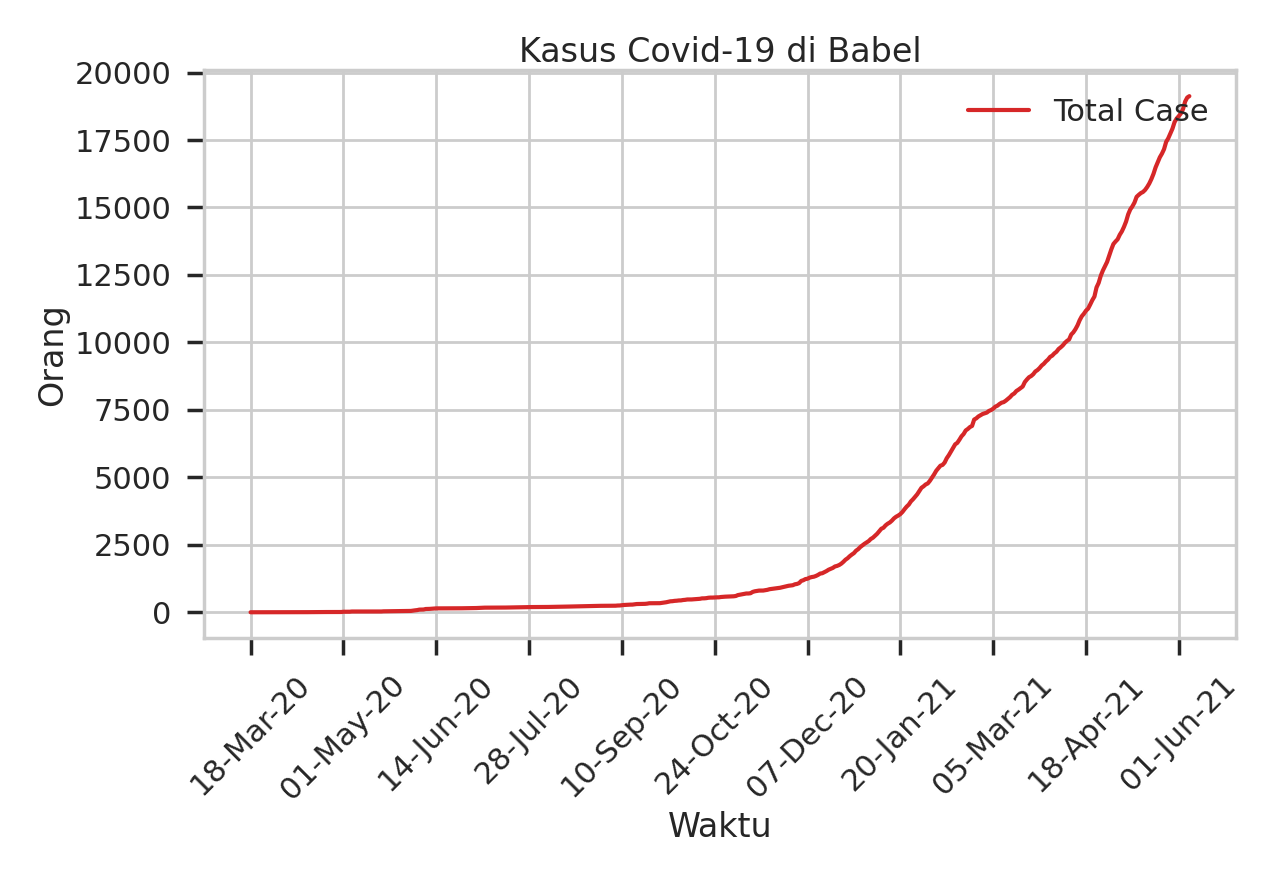 Kasus Covid-19 di Babel
20000
17500
15000
12500
10000
7500
5000
2500
0
Orang
Total Case
18-Mar-20
01-May-20
14-Jun-20
28-Jul-20
10-Sep-20
24-Oct-20
07-Dec-20
20-Jan-21
05-Mar-21
18-Apr-21
01-Jun-21
Waktu